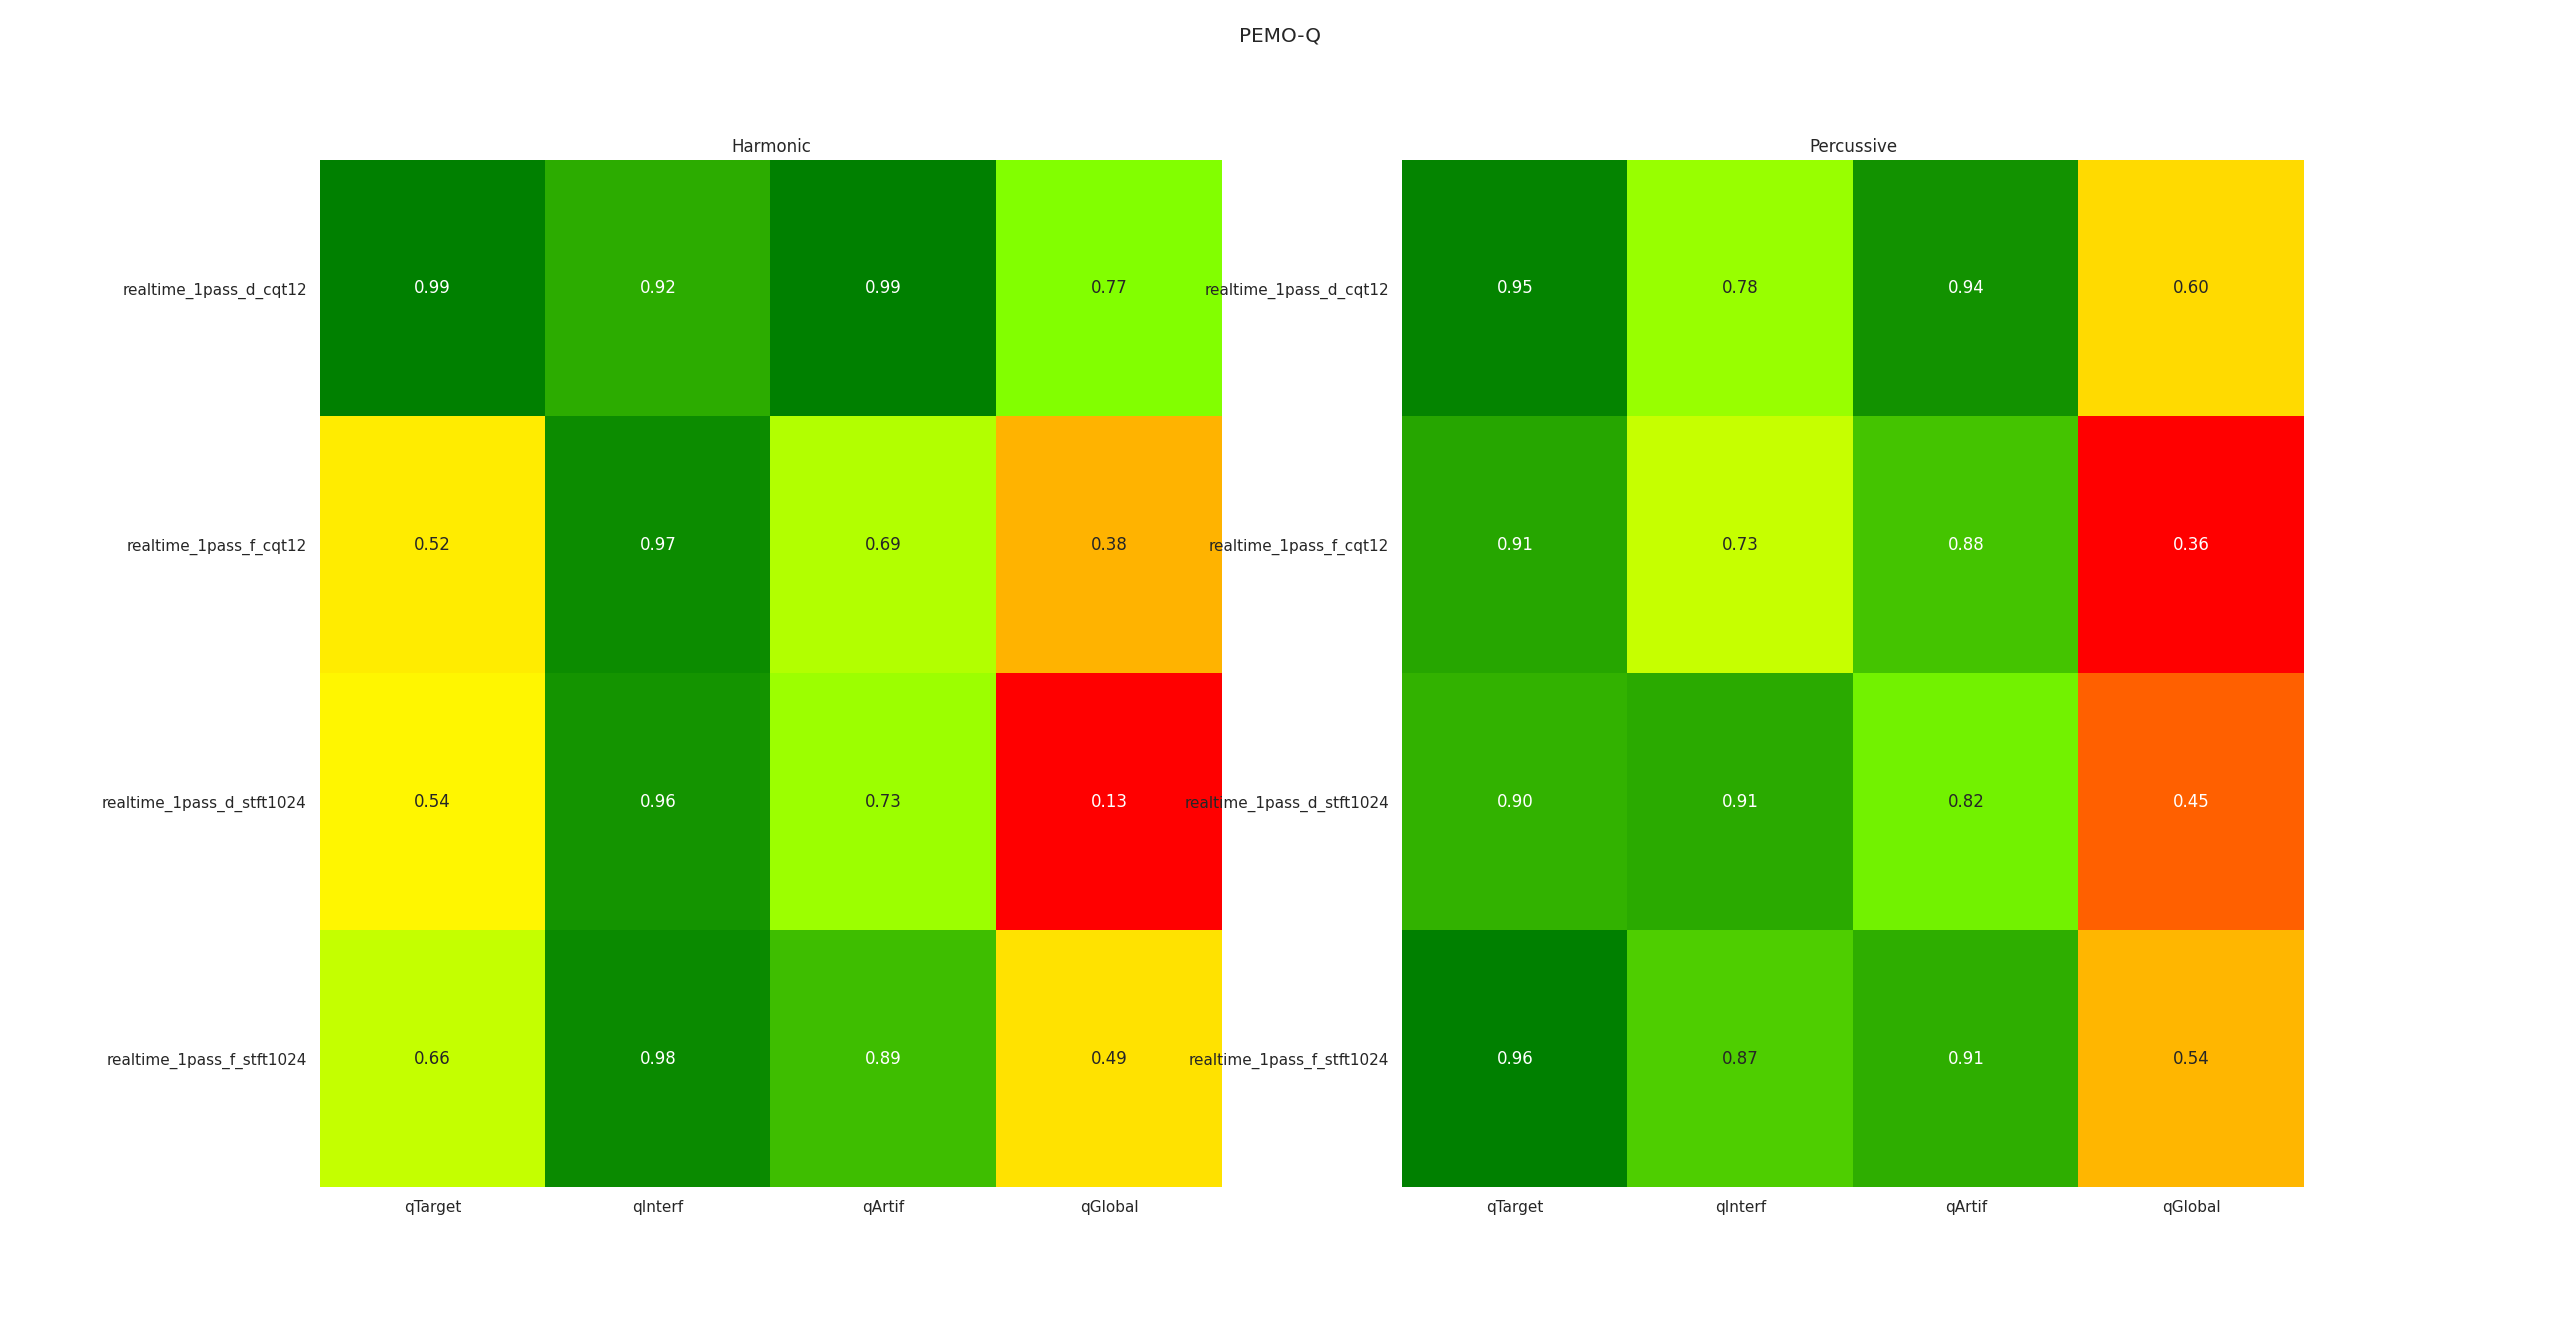 PEMO-Q
Harmonic
realtime_1pass_d_cqt12 0.99 0.92 0.99 0.77
realtime_1pass_f_cqt12 0.52 0.97 0.69 0.38
realtime_1pass_d_stft1024 0.54 0.96 0.73 0.13
realtime_1pass_f_stft1024 0.66 0.98 0.89 0.49
qTarget qInterf qArtif qGlobal
Percussive
realtime_1pass_d_cqt12 0.95 0.78 0.94 0.60
realtime_1pass_f_cqt12 0.91 0.73 0.88 0.36
realtime_1pass_d_stft1024 0.90 0.91 0.82 0.45
realtime_1pass_f_stft1024 0.96 0.87 0.91 0.54
qTarget qInterf qArtif qGlobal